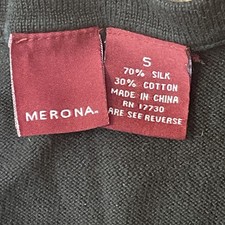 MERONA
S
70% SILK
30% COTTON
MADE IN CHINA
RN 17730
ARE SEE REVERSE